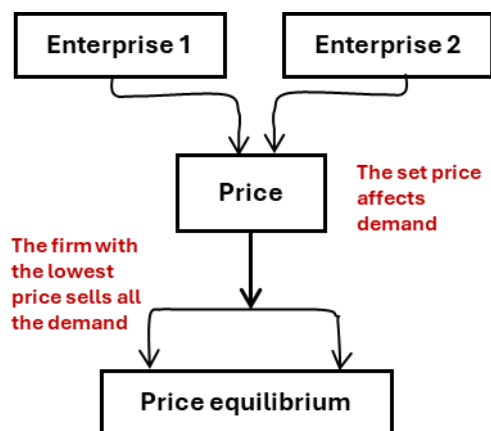 Enterprise 1
Enterprise 2
Price
The set price
affects
demand
The firm with
the lowest
price sells all
the demand
Price equilibrium